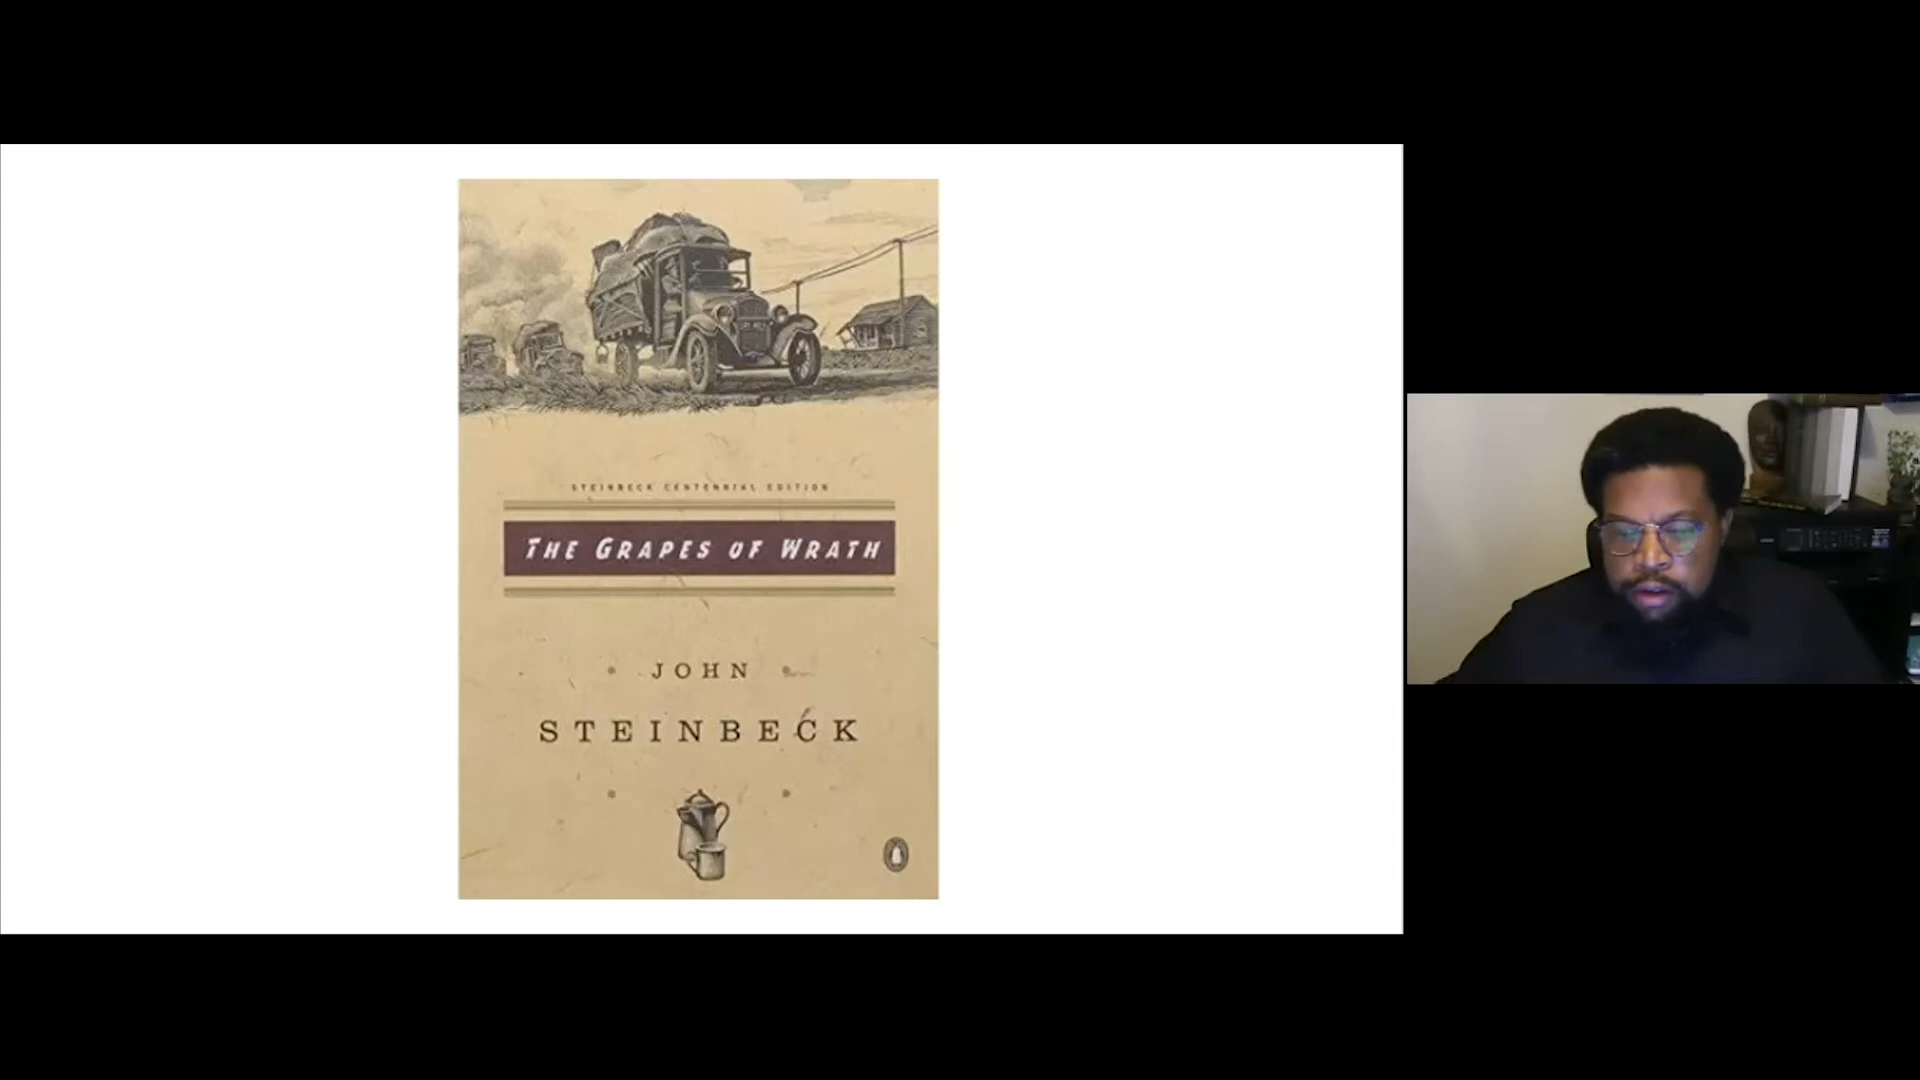 STEINBECK CENTENNIAL EDITION
THE GRAPES OF WRATH
JOHN
STEINBECK